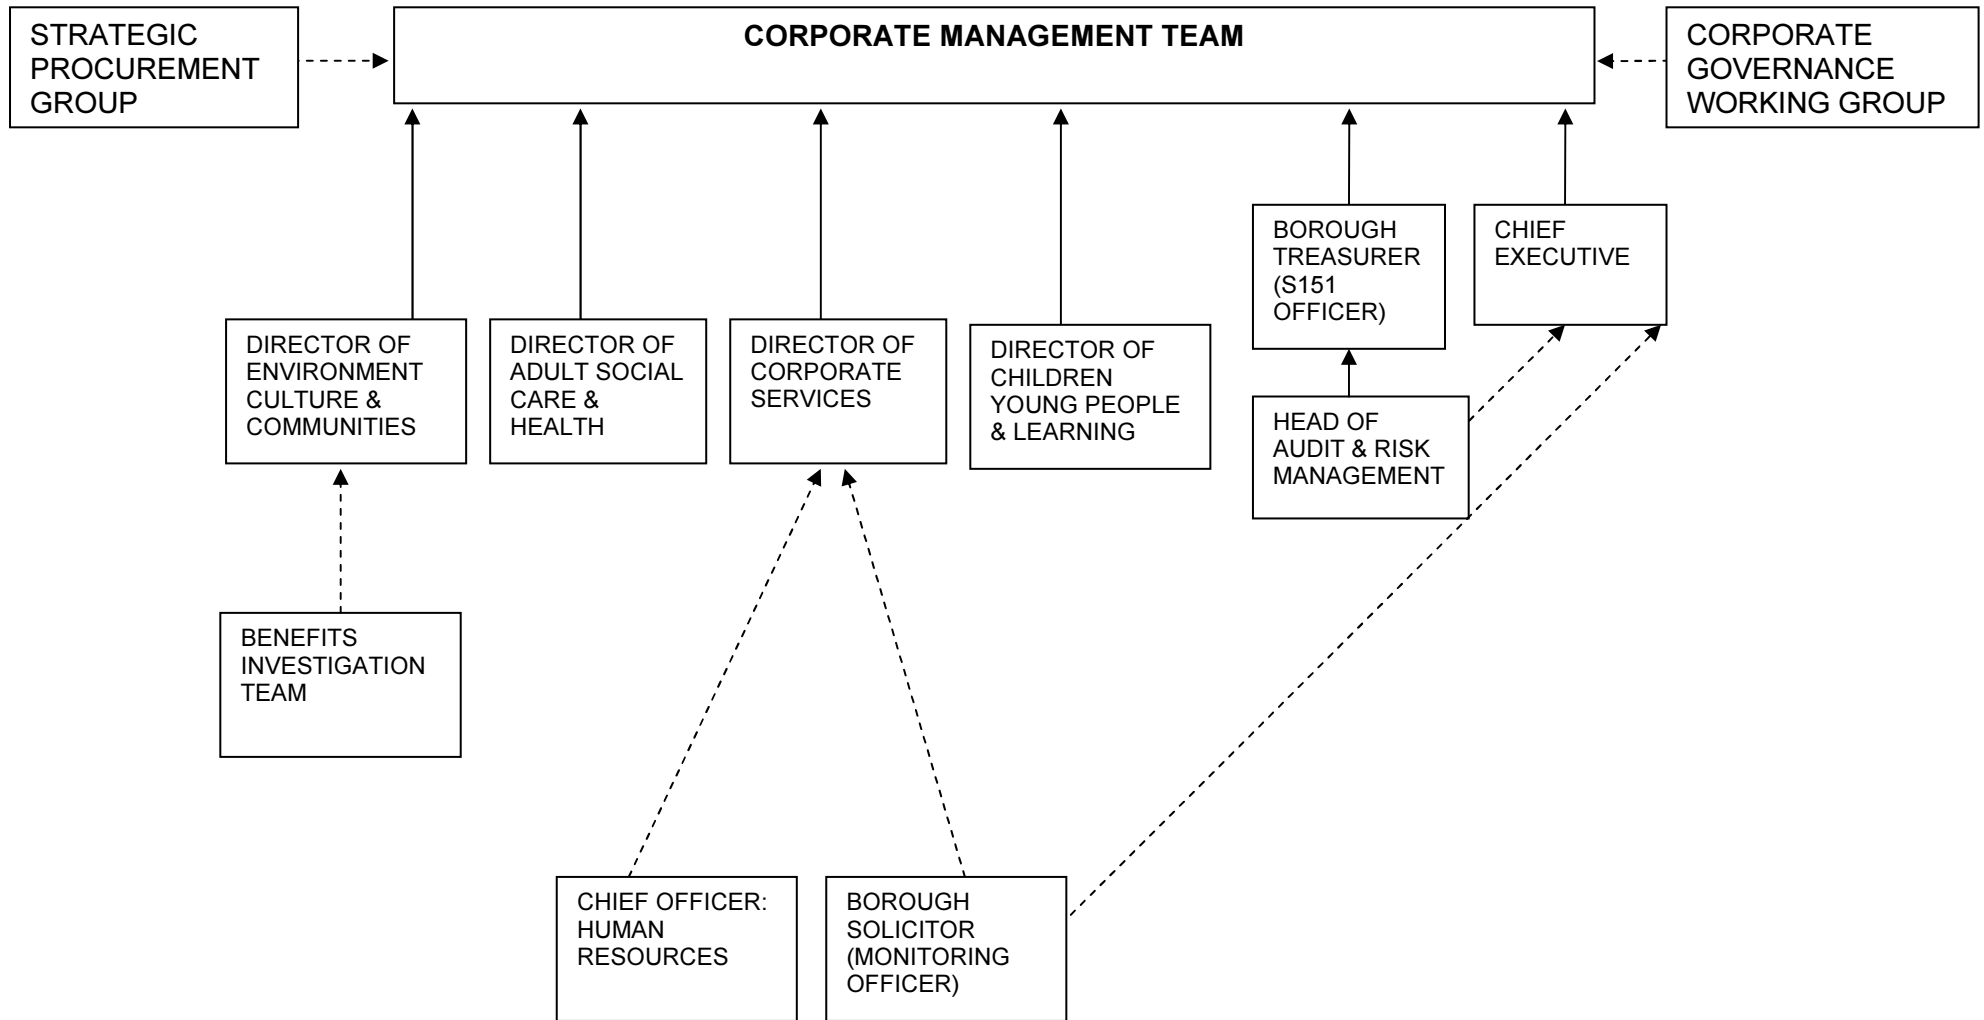 STRATEGIC
PROCUREMENT
GROUP
CORPORATE MANAGEMENT TEAM
CORPORATE
GOVERNANCE
WORKING GROUP
BOROUGH
TREASURER
(S151
OFFICER)
CHIEF
EXECUTIVE
DIRECTOR OF
ENVIRONMENT
CULTURE &
COMMUNITIES
DIRECTOR OF
ADULT SOCIAL
CARE &
HEALTH
DIRECTOR OF
CORPORATE
SERVICES
DIRECTOR OF
CHILDREN
YOUNG PEOPLE
& LEARNING
HEAD OF
AUDIT & RISK
MANAGEMENT
BENEFITS
INVESTIGATION
TEAM
CHIEF OFFICER:
HUMAN
RESOURCES
BOROUGH
SOLICITOR
(MONITORING
OFFICER)